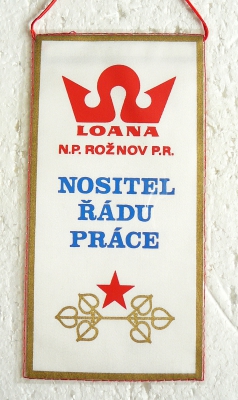 LOANA
N.P. ROŽNOV P.R.
NOSITEL
ŘÁDU
PRÁCE